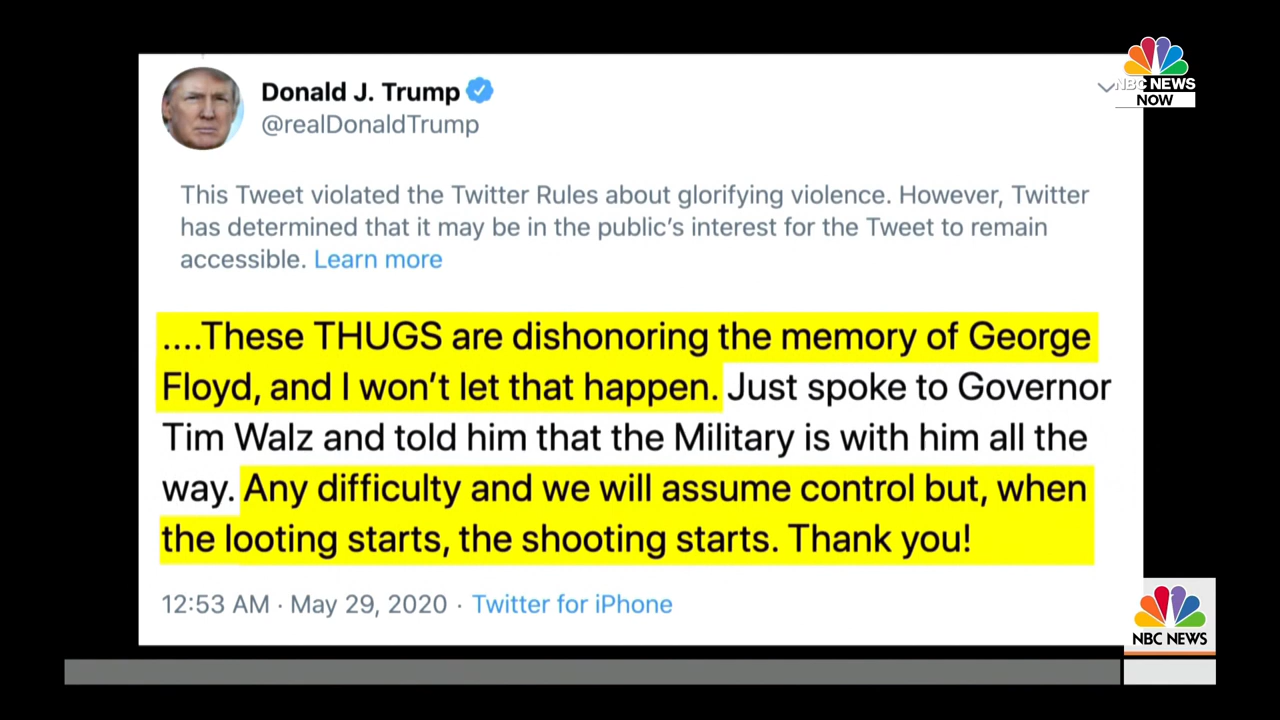 NBC NEWS
NOW
Donald J. Trump
@realDonaldTrump
This Tweet violated the Twitter Rules about glorifying violence. However, Twitter
has determined that it may be in the public’s interest for the Tweet to remain
accessible. Learn more
....These THUGS are dishonoring the memory of George
Floyd, and I won’t let that happen. Just spoke to Governor
Tim Walz and told him that the Military is with him all the
way. Any difficulty and we will assume control but, when
the looting starts, the shooting starts. Thank you!
12:53 AM · May 29, 2020 · Twitter for iPhone
NBC NEWS